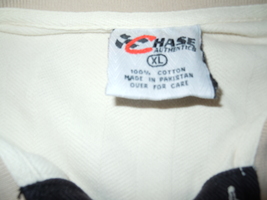 CHASE
AUTHENTICS
XL
100% COTTON
MADE IN PAKISTAN
OVER FOR CARE